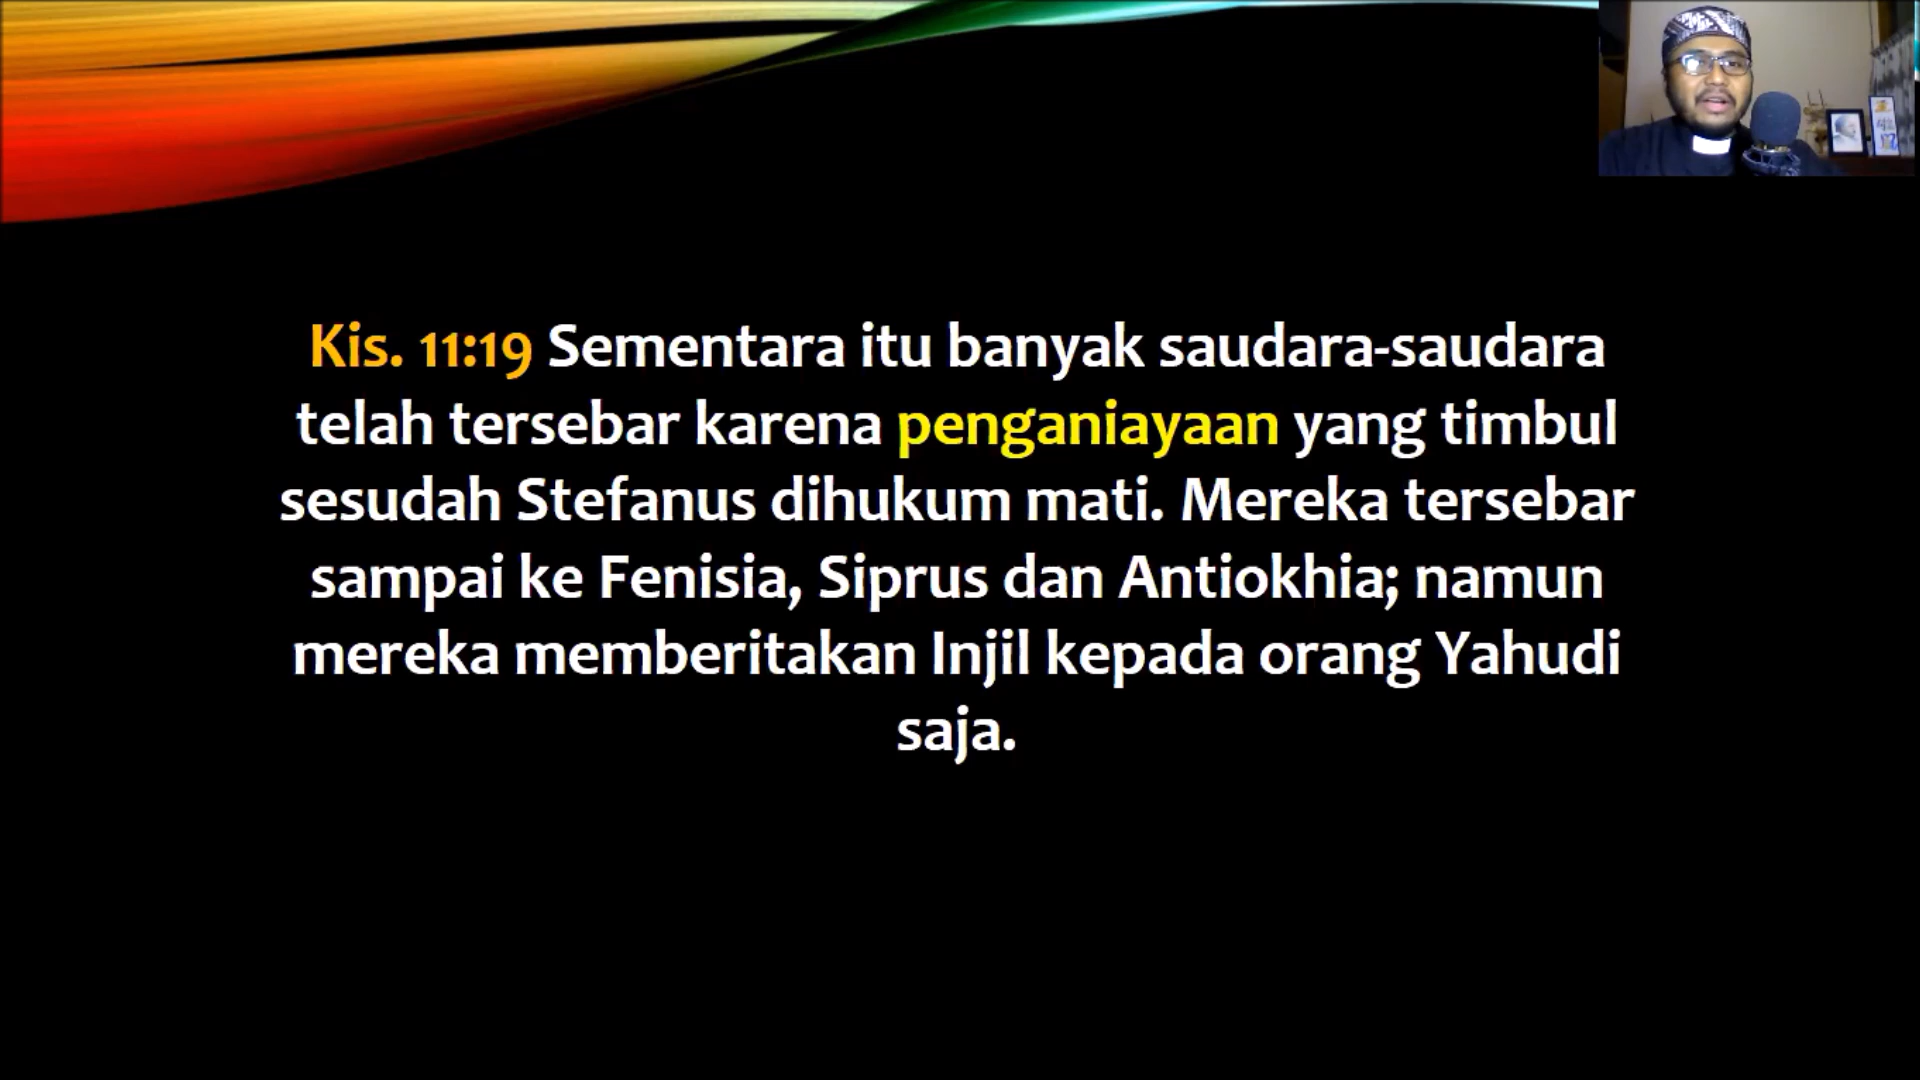 Kis. 11:19 Sementara itu banyak saudara-saudara
telah tersebar karena penganiayaan yang timbul
sesudah Stefanus dihukum mati. Mereka tersebar
sampai ke Fenisia, Siprus dan Antiokhia; namun
mereka memberitakan Injil kepada orang Yahudi
saja.